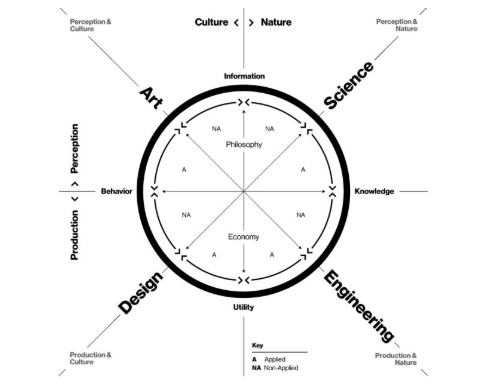 Perception &
Culture
Culture < > Nature
Perception &
Nature
Information
Art
Science
NA
NA
Philosophy
Perception
A
A
Behavior
Knowledge
Production
NA
NA
Economy
A
A
Design
Engineering
Utility
Production &
Culture
Key
A Applied
NA Non-Applied
Production &
Nature